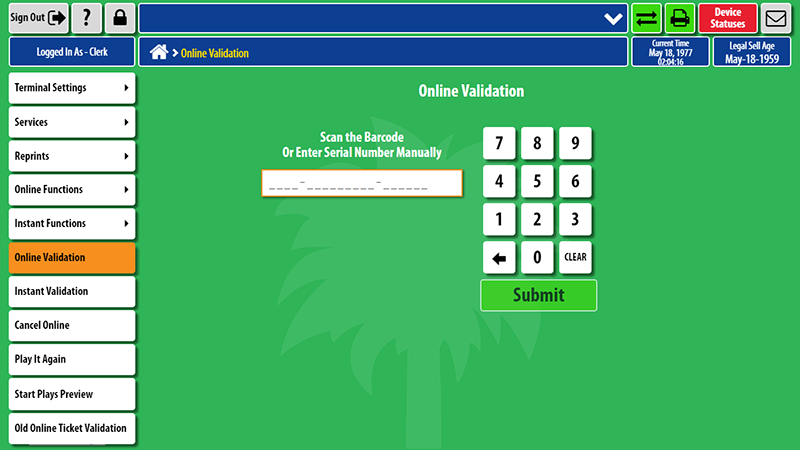 Sign Out
?
Device
Statuses
Logged In As - Clerk
> Online Validation
Current Time
May 18, 1977
02:04:16
Legal Sell Age
May-18-1959
Terminal Settings
Services
Reprints
Online Functions
Instant Functions
Online Validation
Instant Validation
Cancel Online
Play It Again
Start Plays Preview
Old Online Ticket Validation
Online Validation
Scan the Barcode
Or Enter Serial Number Manually
____-_________-______
7 8 9
4 5 6
1 2 3
0 CLEAR
Submit